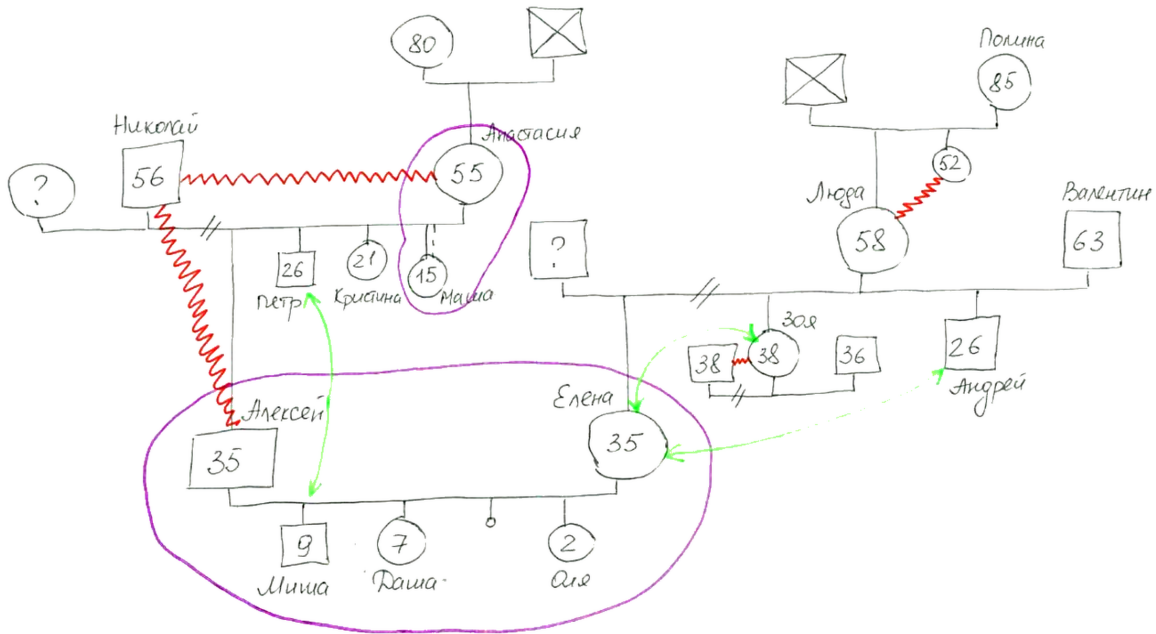 80
Полина
85
Николай
Анастасия
56
55
?
52
Люда
Валентин
58
63
?
26
21
15
Петр
Кристина
Маша
Зоя
38
38
36
26
Андрей
Алексей
Елена
35
35
9
7
2
Миша
Даша
Оля